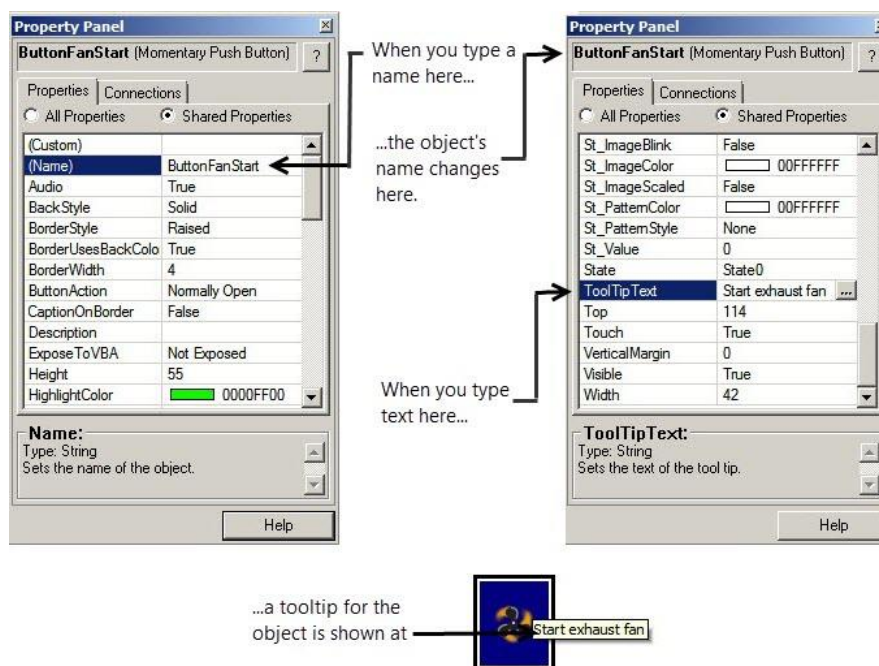 Property Panel
ButtonFanStart (Momentary Push Button) ?
Properties Connections
All Properties Shared Properties
(Custom)
(Name) ButtonFanStart
Audio True
BackStyle Solid
BorderStyle Raised
BorderUsesBackColo True
BorderWidth 4
ButtonAction Normally Open
CaptionOnBorder False
Description
ExposeToVBA Not Exposed
Height 55
HighlightColor 0000FF00
Name:
Type: String
Sets the name of the object.
Help
When you type a
name here...
...the object's
name changes
here.
When you type
text here...
Property Panel
ButtonFanStart (Momentary Push Button) ?
Properties Connections
All Properties Shared Properties
St_ImageBlink False
St_ImageColor 00FFFFFF
St_ImageScaled False
St_PatternColor 00FFFFFF
St_PatternStyle None
St_Value 0
State State0
ToolTipText Start exhaust fan ...
Top 114
Touch True
VerticalMargin 0
Visible True
Width 42
ToolTipText:
Type: String
Sets the text of the tool tip.
Help
...a tooltip for the
object is shown at
Start exhaust fan